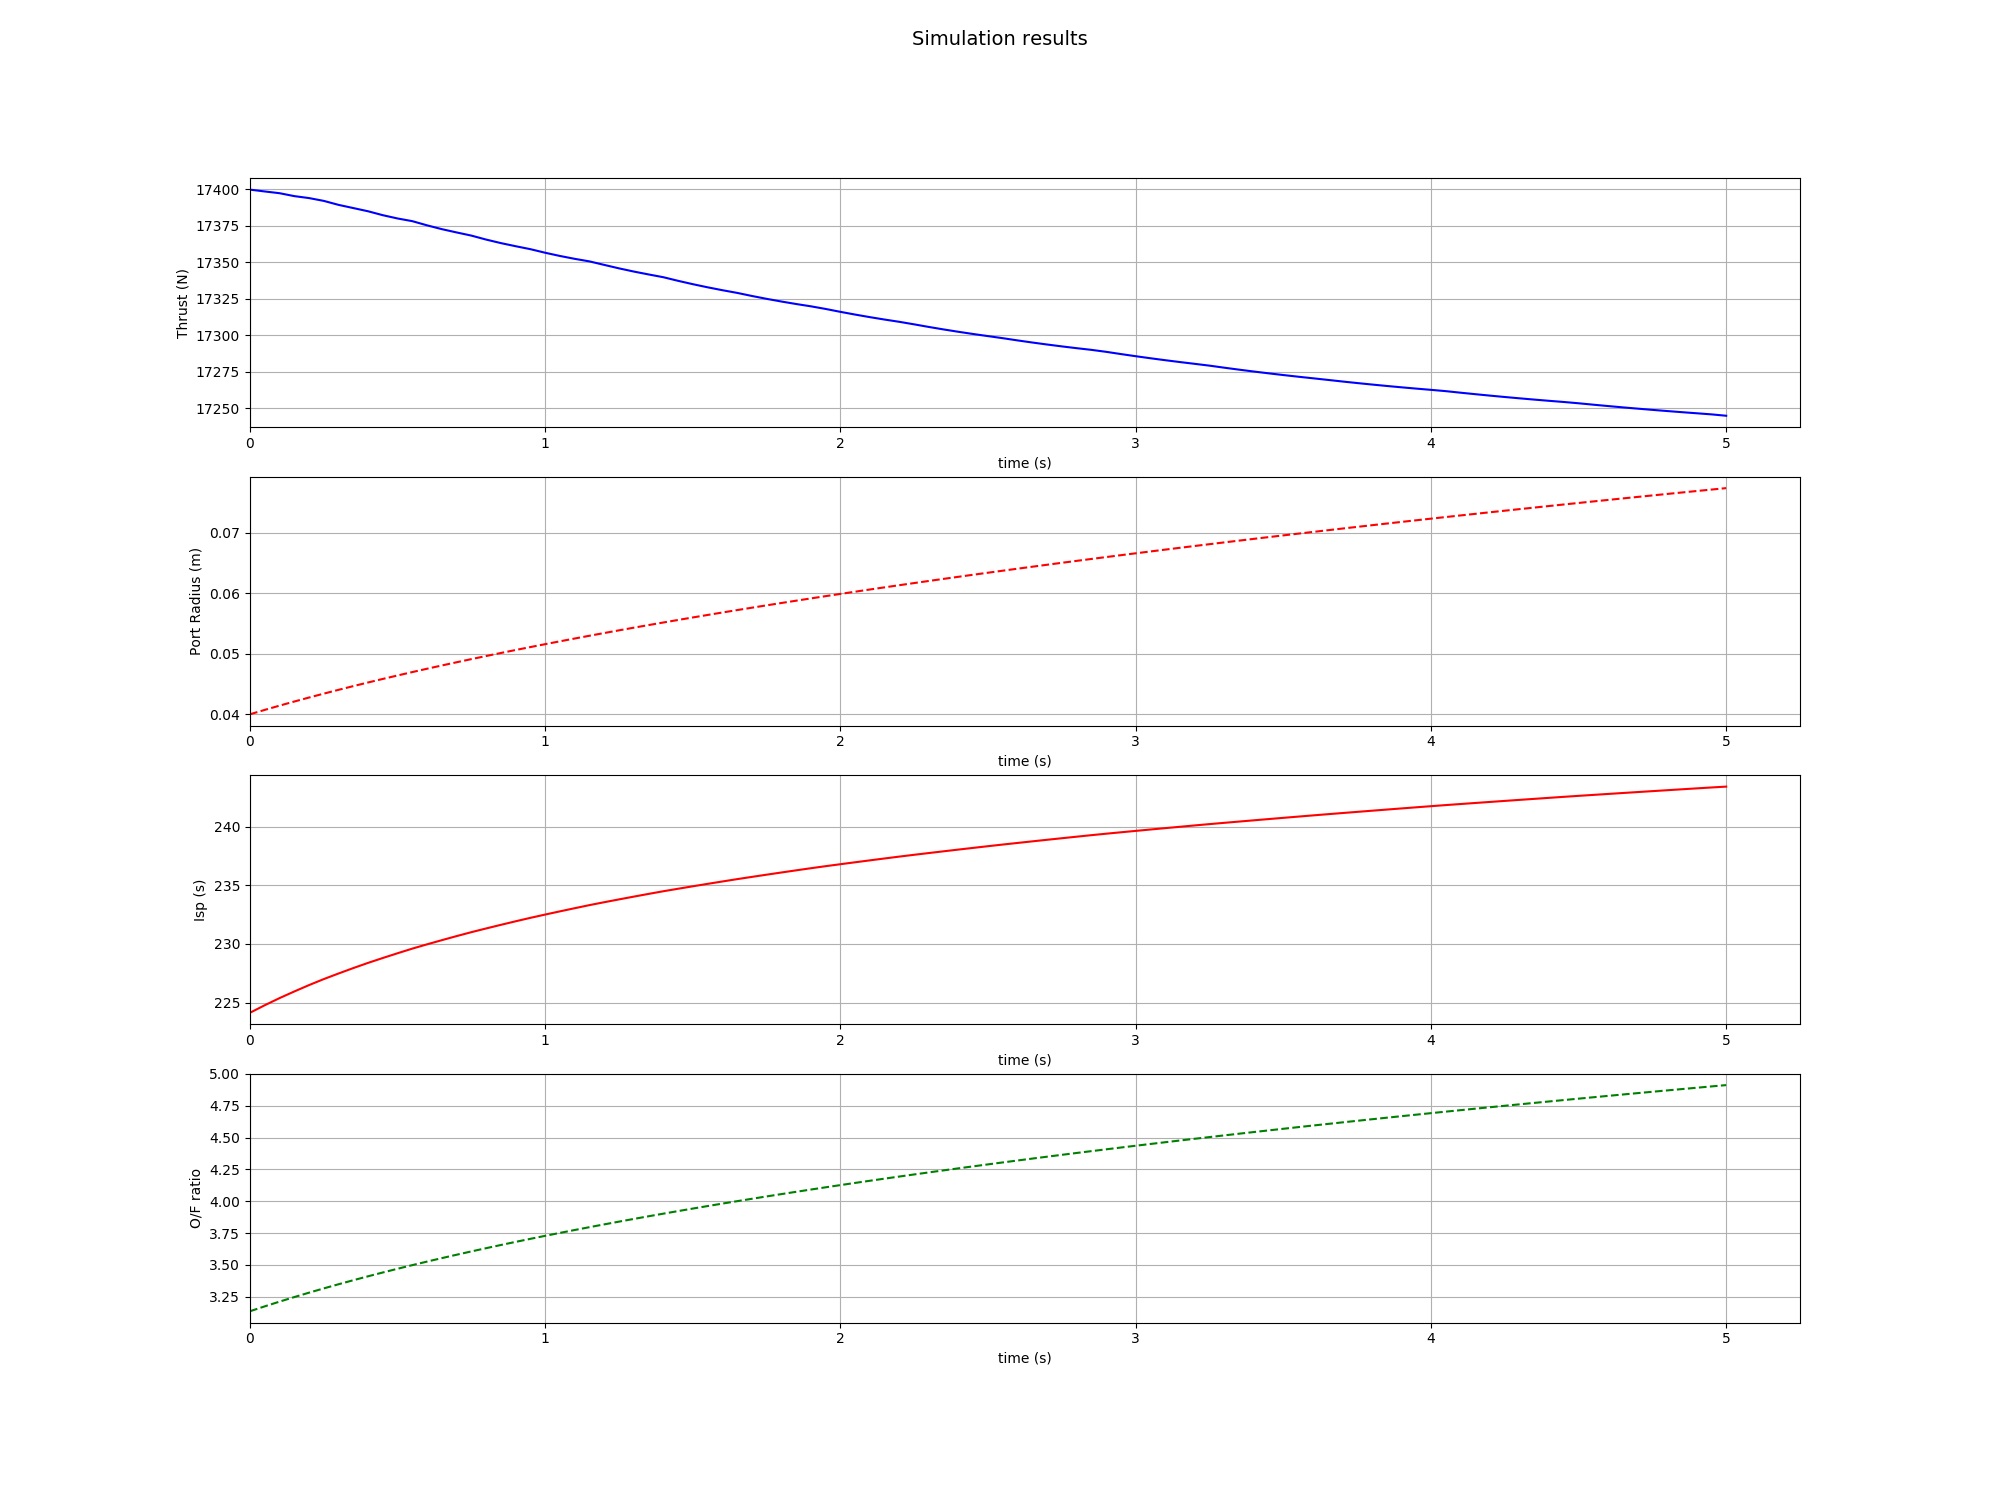 Simulation results
17400
17375
17350
17325
17300
17275
17250
Thrust (N)
0 1 2 3 4 5
time (s)
0.07
0.06
0.05
0.04
Port Radius (m)
0 1 2 3 4 5
time (s)
240
235
230
225
Isp (s)
0 1 2 3 4 5
time (s)
5.00
4.75
4.50
4.25
4.00
3.75
3.50
3.25
O/F ratio
0 1 2 3 4 5
time (s)